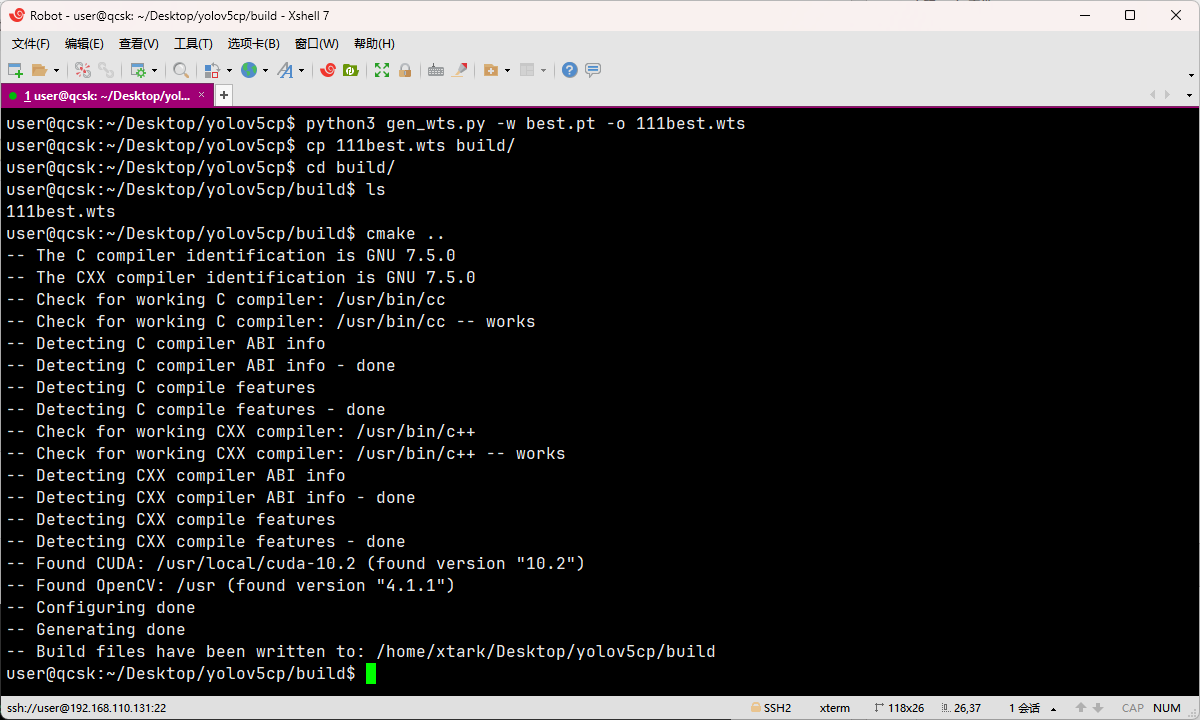 Robot - user@qcsk: ~/Desktop/yolov5cp/build - Xshell 7
文件(F) 编辑(E) 查看(V) 工具(T) 选项卡(B) 窗口(W) 帮助(H)
1 user@qcsk: ~/Desktop/yol... × +
user@qcsk:~/Desktop/yolov5cp$ python3 gen_wts.py -w best.pt -o 111best.wts
user@qcsk:~/Desktop/yolov5cp$ cp 111best.wts build/
user@qcsk:~/Desktop/yolov5cp$ cd build/
user@qcsk:~/Desktop/yolov5cp/build$ ls
111best.wts
user@qcsk:~/Desktop/yolov5cp/build$ cmake ..
-- The C compiler identification is GNU 7.5.0
-- The CXX compiler identification is GNU 7.5.0
-- Check for working C compiler: /usr/bin/cc
-- Check for working C compiler: /usr/bin/cc -- works
-- Detecting C compiler ABI info
-- Detecting C compiler ABI info - done
-- Detecting C compile features
-- Detecting C compile features - done
-- Check for working CXX compiler: /usr/bin/c++
-- Check for working CXX compiler: /usr/bin/c++ -- works
-- Detecting CXX compiler ABI info
-- Detecting CXX compiler ABI info - done
-- Detecting CXX compile features
-- Detecting CXX compile features - done
-- Found CUDA: /usr/local/cuda-10.2 (found version "10.2")
-- Found OpenCV: /usr (found version "4.1.1")
-- Configuring done
-- Generating done
-- Build files have been written to: /home/xtark/Desktop/yolov5cp/build
user@qcsk:~/Desktop/yolov5cp/build$
ssh://user@192.168.110.131:22 SSH2 xterm 118x26 26,37 1 会话 CAP NUM